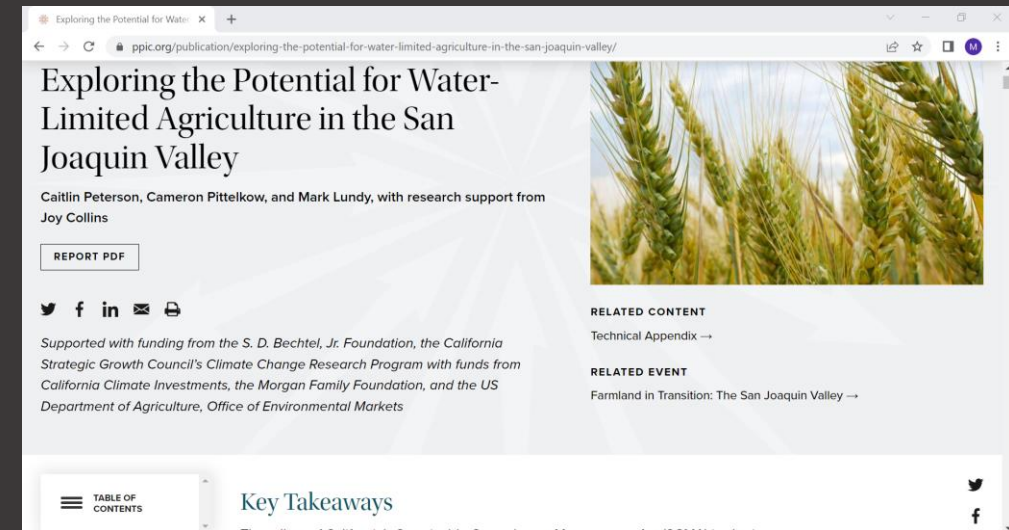 Exploring the Potential for Wate
ppic.org/publication/exploring-the-potential-for-water-limited-agriculture-in-the-san-joaquin-valley/
M
Exploring the Potential for Water-
Limited Agriculture in the San
Joaquin Valley
Caitlin Peterson, Cameron Pittelkow, and Mark Lundy, with research support from
Joy Collins
REPORT PDF
Supported with funding from the S. D. Bechtel, Jr. Foundation, the California
Strategic Growth Council's Climate Change Research Program with funds from
California Climate Investments, the Morgan Family Foundation, and the US
Department of Agriculture, Office of Environmental Markets
RELATED CONTENT
Technical Appendix →
RELATED EVENT
Farmland in Transition: The San Joaquin Valley →
TABLE OF
CONTENTS
Key Takeaways